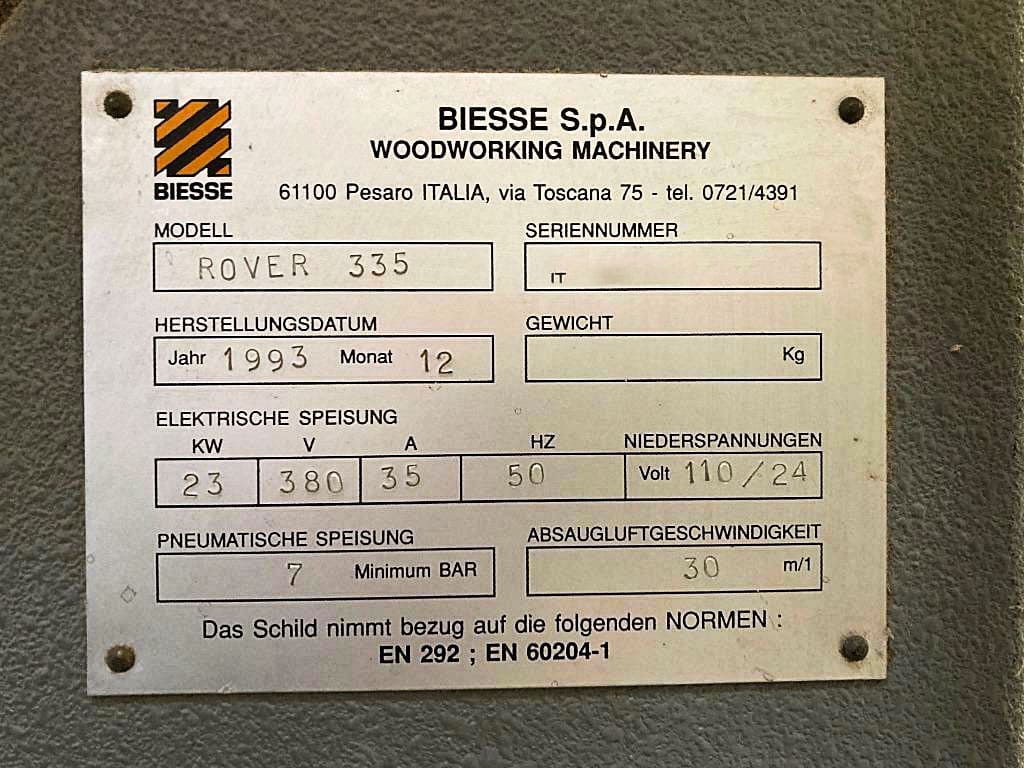 BIESSE
BIESSE S.p.A.
WOODWORKING MACHINERY
61100 Pesaro ITALIA, via Toscana 75 - tel. 0721/4391
MODELL
ROVER 335
SERIENNUMMER
IT
HERSTELLUNGSDATUM
Jahr 1993 Monat 12
GEWICHT
Kg
ELEKTRISCHE SPEISUNG
KW V A HZ NIEDERSPANNUNGEN
23 380 35 50 Volt 110/24
PNEUMATISCHE SPEISUNG
7 Minimum BAR
ABSAUGLUFTGESCHWINDIGKEIT
30 m/1
Das Schild nimmt bezug auf die folgenden NORMEN :
EN 292 ; EN 60204-1